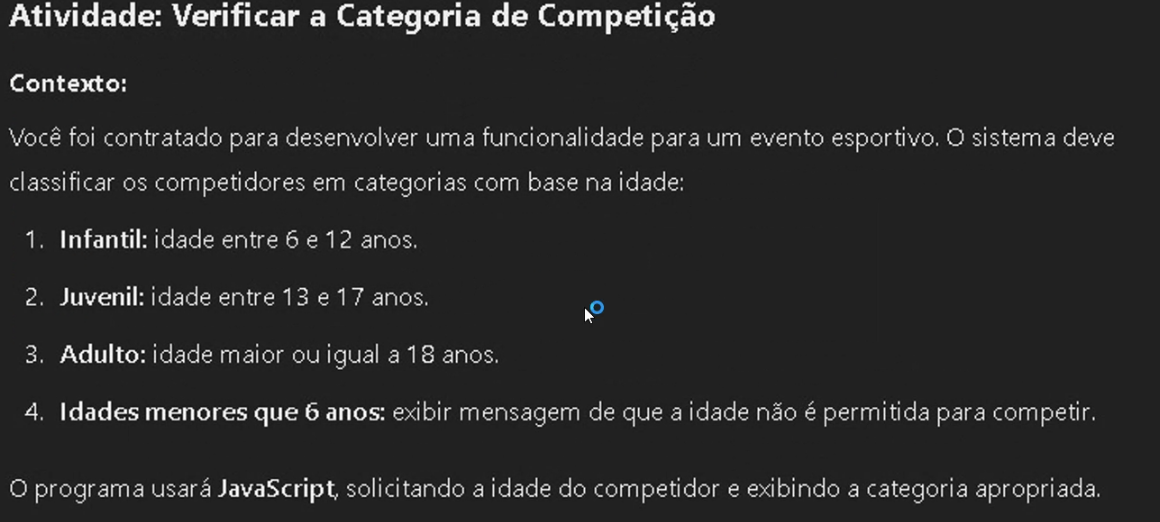 Atividade: Verificar a Categoria de Competição
Contexto:
Você foi contratado para desenvolver uma funcionalidade para um evento esportivo. O sistema deve
classificar os competidores em categorias com base na idade:
1. Infantil: idade entre 6 e 12 anos.
2. Juvenil: idade entre 13 e 17 anos.
3. Adulto: idade maior ou igual a 18 anos.
4. Idades menores que 6 anos: exibir mensagem de que a idade não é permitida para competir.
O programa usará JavaScript, solicitando a idade do competidor e exibindo a categoria apropriada.